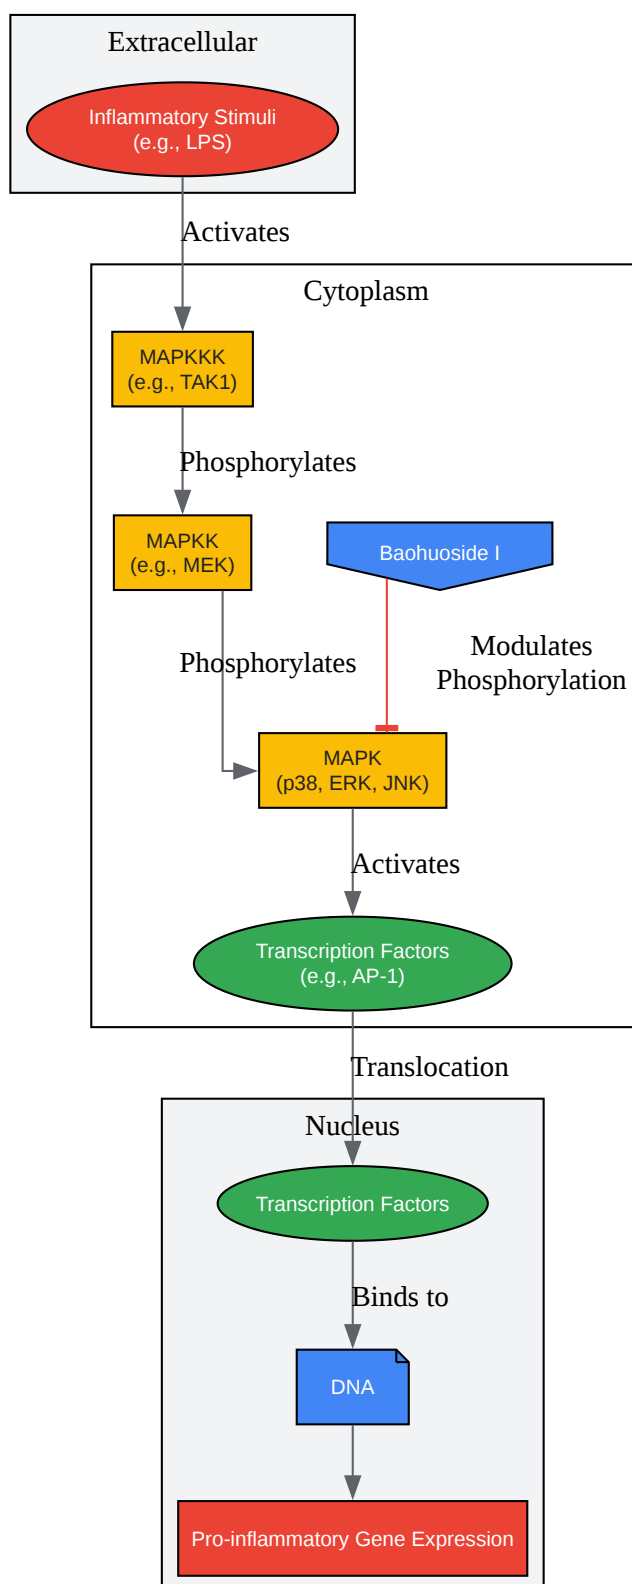 Extracellular
Inflammatory Stimuli
(e.g., LPS)
Activates
Cytoplasm
MAPKKK
(e.g., TAK1)
Phosphorylates
MAPKK
(e.g., MEK)
Baohuoside I
Phosphorylates
Modulates
Phosphorylation
MAPK
(p38, ERK, JNK)
Activates
Transcription Factors
(e.g., AP-1)
Translocation
Nucleus
Transcription Factors
Binds to
DNA
Pro-inflammatory Gene Expression